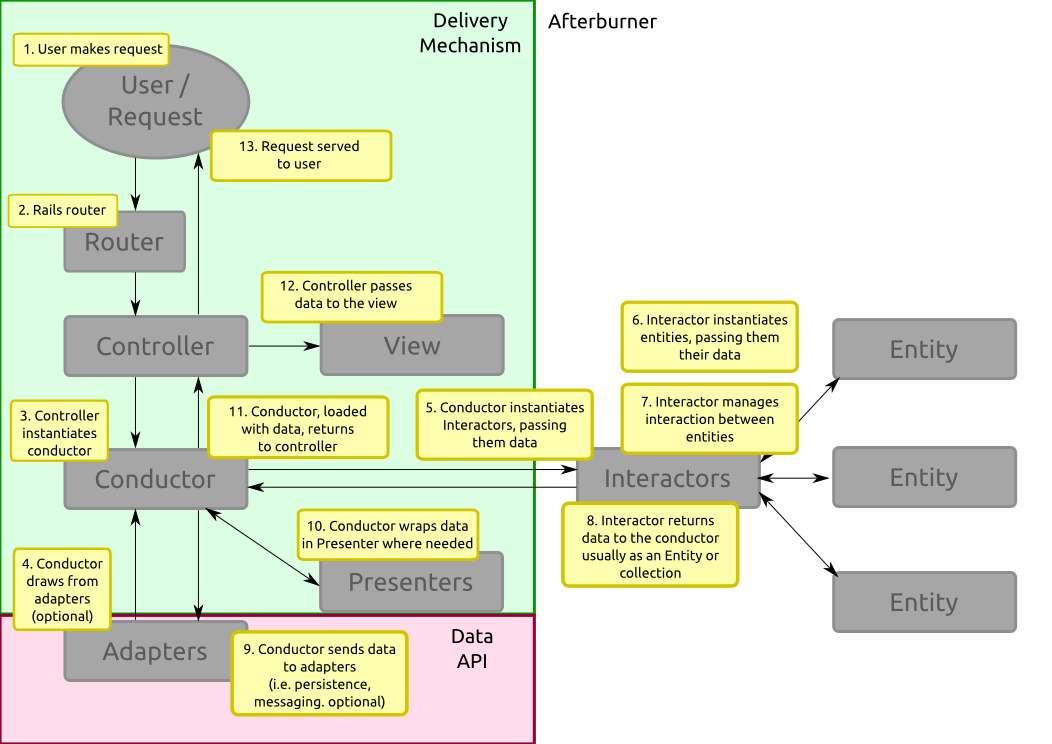 Delivery
Mechanism
Afterburner
1. User makes request
User /
Request
13. Request served
to user
2. Rails router
Router
12. Controller passes
data to the view
Controller
View
6. Interactor instantiates
entities, passing them
their data
Entity
3. Controller
instantiates
conductor
11. Conductor, loaded
with data, returns
to controller
5. Conductor instantiates
Interactors, passing
them data
7. Interactor manages
interaction between
entities
Conductor
Interactors
Entity
10. Conductor wraps data
in Presenter where needed
8. Interactor returns
data to the conductor
usually as an Entity or
collection
4. Conductor
draws from
adapters
(optional)
Presenters
Entity
Data
API
Adapters
9. Conductor sends data
to adapters
(i.e. persistence,
messaging. optional)